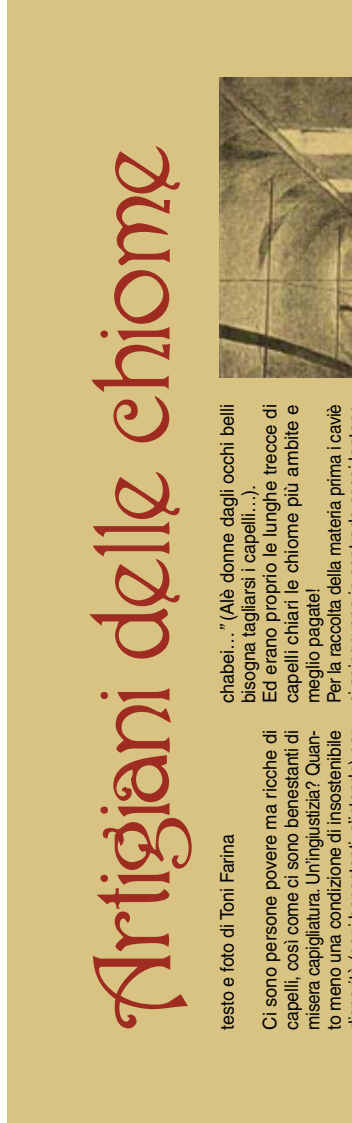 Artigiani delle chiome
testo e foto di Toni Farina
Ci sono persone povere ma ricche di
capelli, così come ci sono benestanti di
misera capigliatura. Un'ingiustizia? Quan-
to meno una condizione di insostenibile
chabei…” (Alè donne dagli occhi belli
bisogna tagliarsi i capelli…).
Ed erano proprio le lunghe trecce di
capelli chiari le chiome più ambite e
meglio pagate!
Per la raccolta della materia prima i caviè